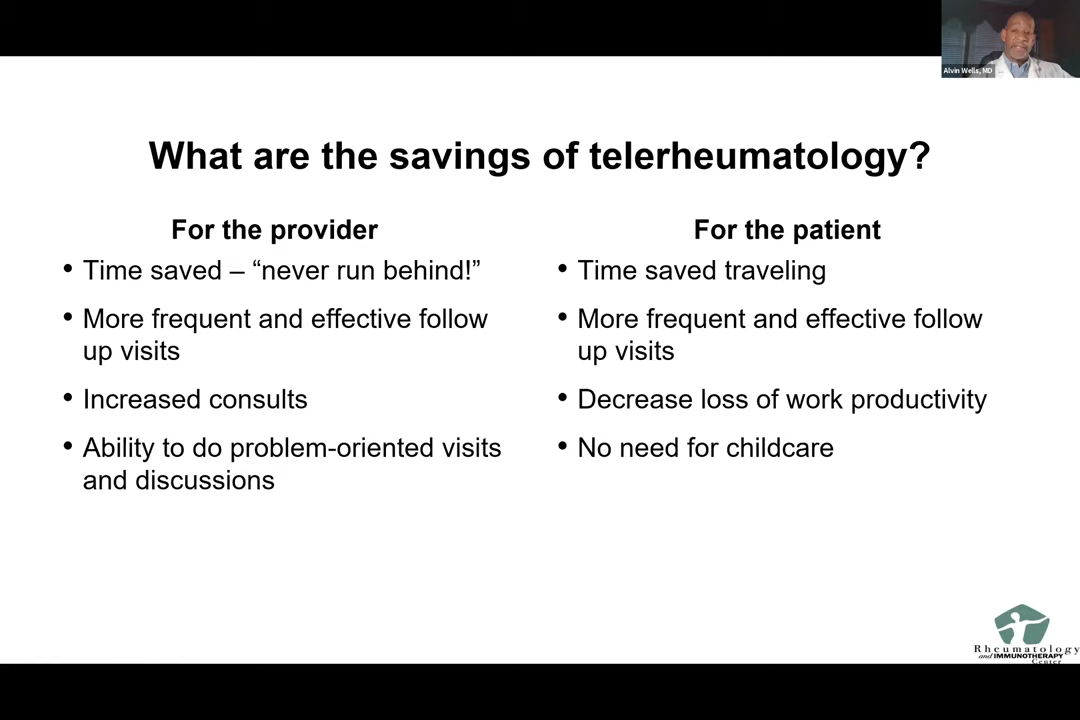 Alvin Wells, MD
What are the savings of telerheumatology?
For the provider
• Time saved – “never run behind!”
• More frequent and effective follow
up visits
• Increased consults
• Ability to do problem-oriented visits
and discussions
For the patient
• Time saved traveling
• More frequent and effective follow
up visits
• Decrease loss of work productivity
• No need for childcare
Rheumatology
and IMMUNOTHERAPY
Center